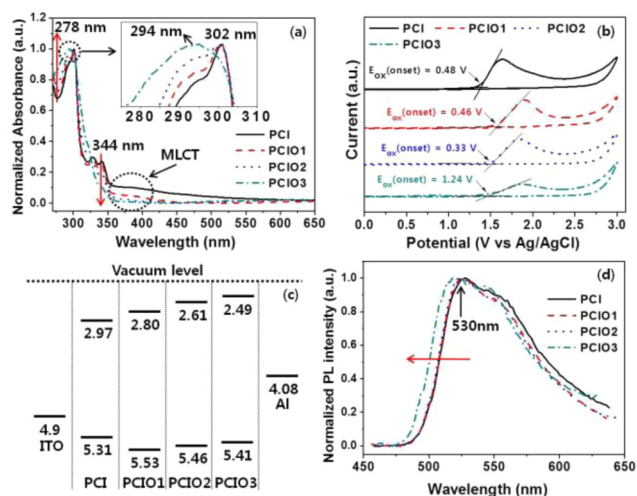 278 nm
294 nm
302 nm
(a)
1.0
0.8
0.6
0.4
0.2
0.0
Normalized Absorbance (a.u.)
280 290 300 310
344 nm
MLCT
PCI
PCIO1
PCIO2
PCIO3
300 350 400 450 500 550 600 650
Wavelength (nm)
PCI PCIO1 PCIO2
PCIO3
(b)
Current (a.u.)
Eox(onset) = 0.48 V
Eox(onset) = 0.46 V
Eox(onset) = 0.33 V
Eox(onset) = 1.24 V
0.0 0.5 1.0 1.5 2.0 2.5 3.0
Potential (V vs Ag/AgCl)
Vacuum level
(c)
2.97
2.80
2.61
2.49
4.08
Al
4.9
ITO
5.31
5.53
5.46
5.41
PCI PCIO1 PCIO2 PCIO3
(d)
Normalized PL intensity (a.u.)
1.0
0.8
0.6
0.4
0.2
0.0
530nm
PCI
PCIO1
PCIO2
PCIO3
450 500 550 600 650
Wavelength (nm)